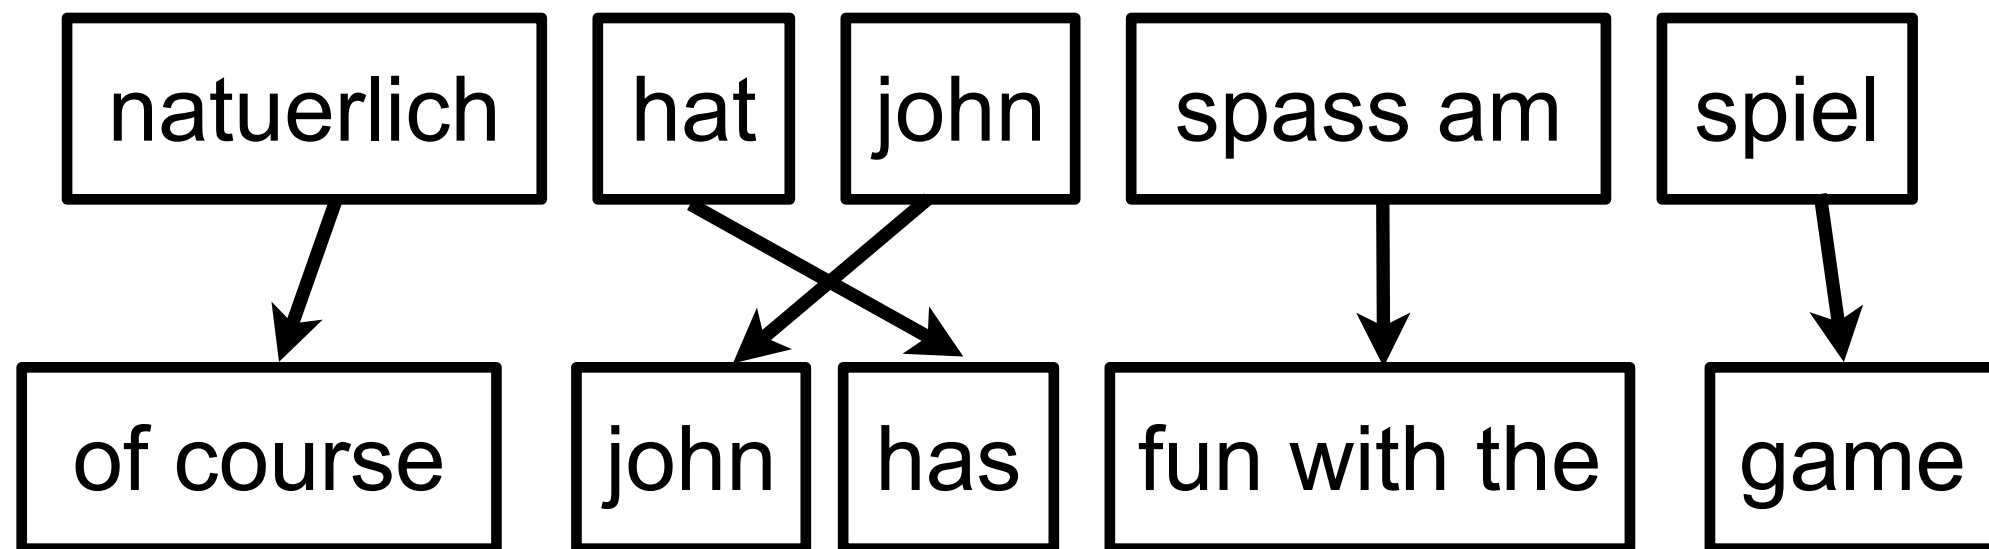 natuerlich hat john spass am spiel
of course john has fun with the game